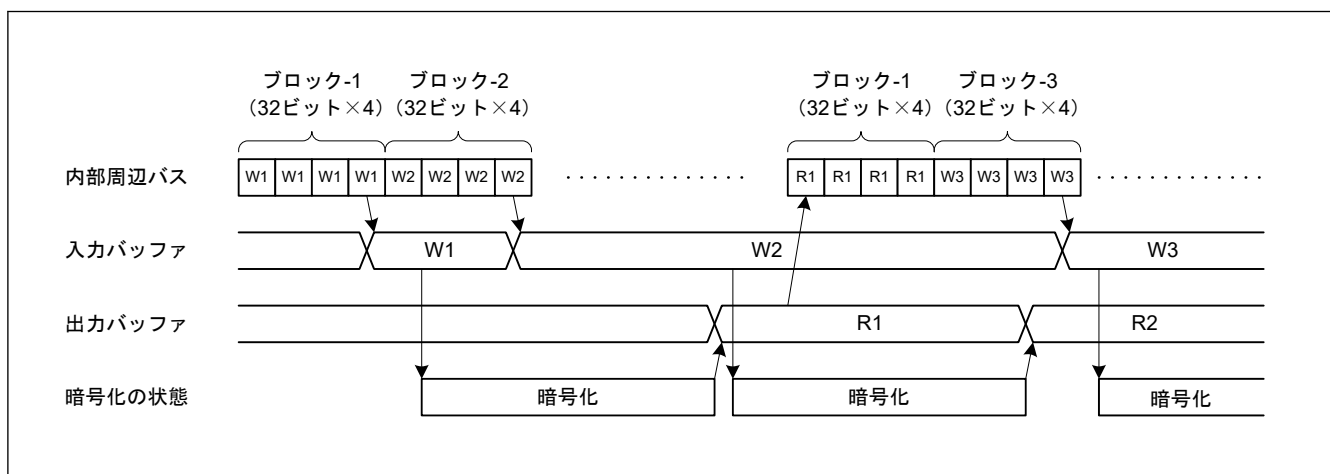 ブロック-1 ブロック-2 ブロック-1 ブロック-3
(32ビット×4) (32ビット×4) (32ビット×4) (32ビット×4)
内部周辺バス W1 W1 W1 W1 W2 W2 W2 W2 R1 R1 R1 R1 W3 W3 W3 W3
入力バッファ W1 W2 W3
出力バッファ R1 R2
暗号化の状態 暗号化 暗号化 暗号化